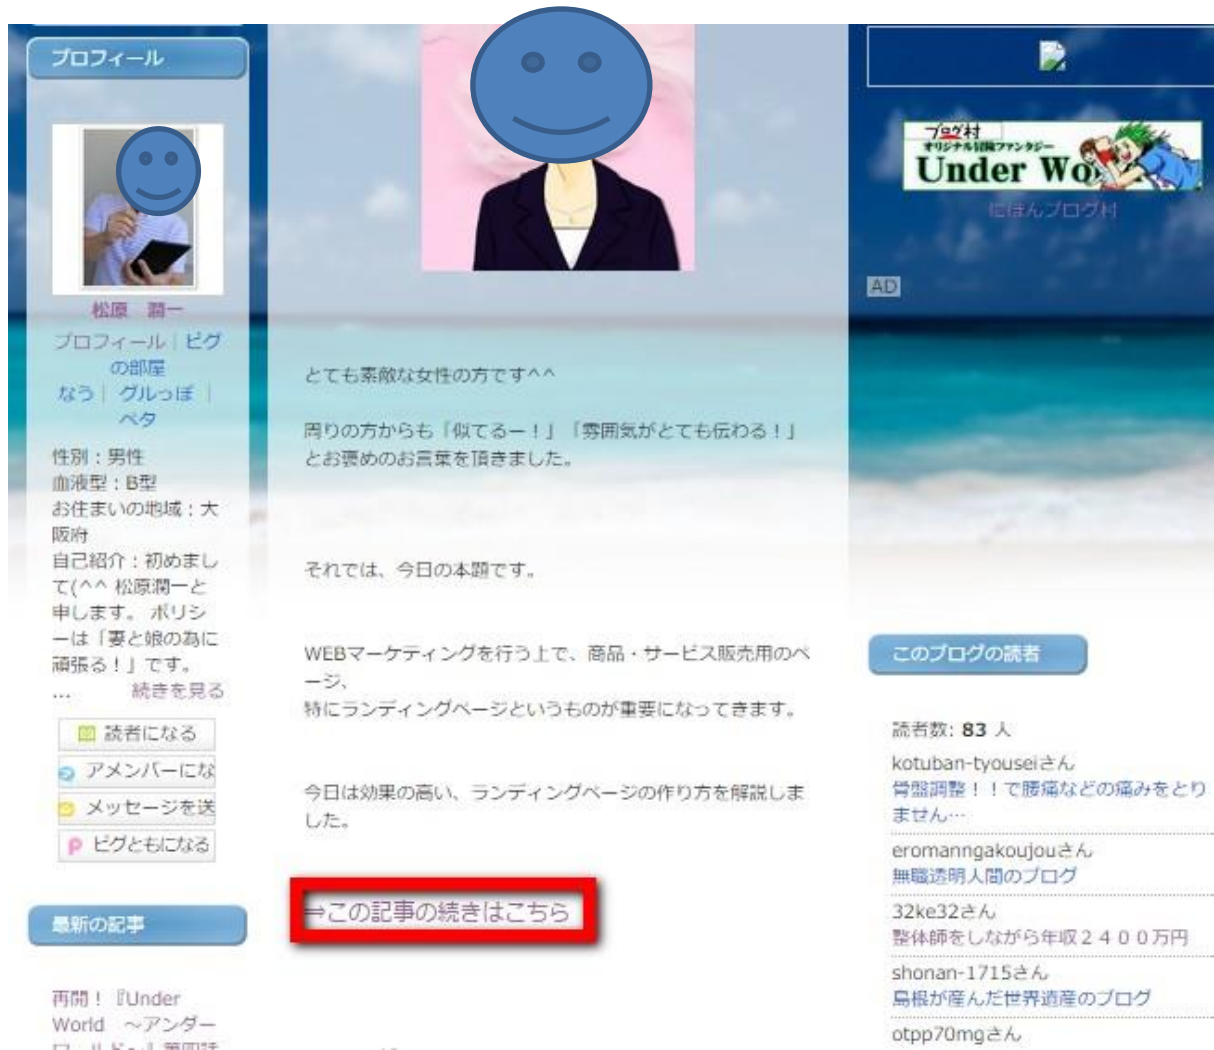 プロフィール
松原 潤一
プロフィール｜ピグ
の部屋
なう｜ グルっぽ ｜
ペタ
性別：男性
血液型：B型
お住まいの地域：大
阪府
自己紹介：初めまし
て(^^ 松原潤一と
申します。 ポリシ
ーは「妻と娘の為に
頑張る！」です。
... 続きを見る
読者になる
アメンバーにな
メッセージを送
ピグともになる
最新の記事
再開！『Under
World ～アンダー
とても素敵な女性の方です^^
周りの方からも「似てるー！」「雰囲気がとても伝わる！」
とお褒めのお言葉を頂きました。
それでは、今日の本題です。
WEBマーケティングを行う上で、商品・サービス販売用のペ
ージ、
特にランディングページというものが重要になってきます。
今日は効果の高い、ランディングページの作り方を解説しま
した。
⇒この記事の続きはこちら
ブログ村
オリジナル冒険ファンタジー
Under Wo
にほんブログ村
AD
このブログの読者
読者数: 83 人
kotuban-tyouseiさん
骨盤調整！！で腰痛などの痛みをとり
ません…
eromanngakoujouさん
無職透明人間のブログ
32ke32さん
整体師をしながら年収２４００万円
shonan-1715さん
島根が産んだ世界遺産のブログ
otpp70mgさん